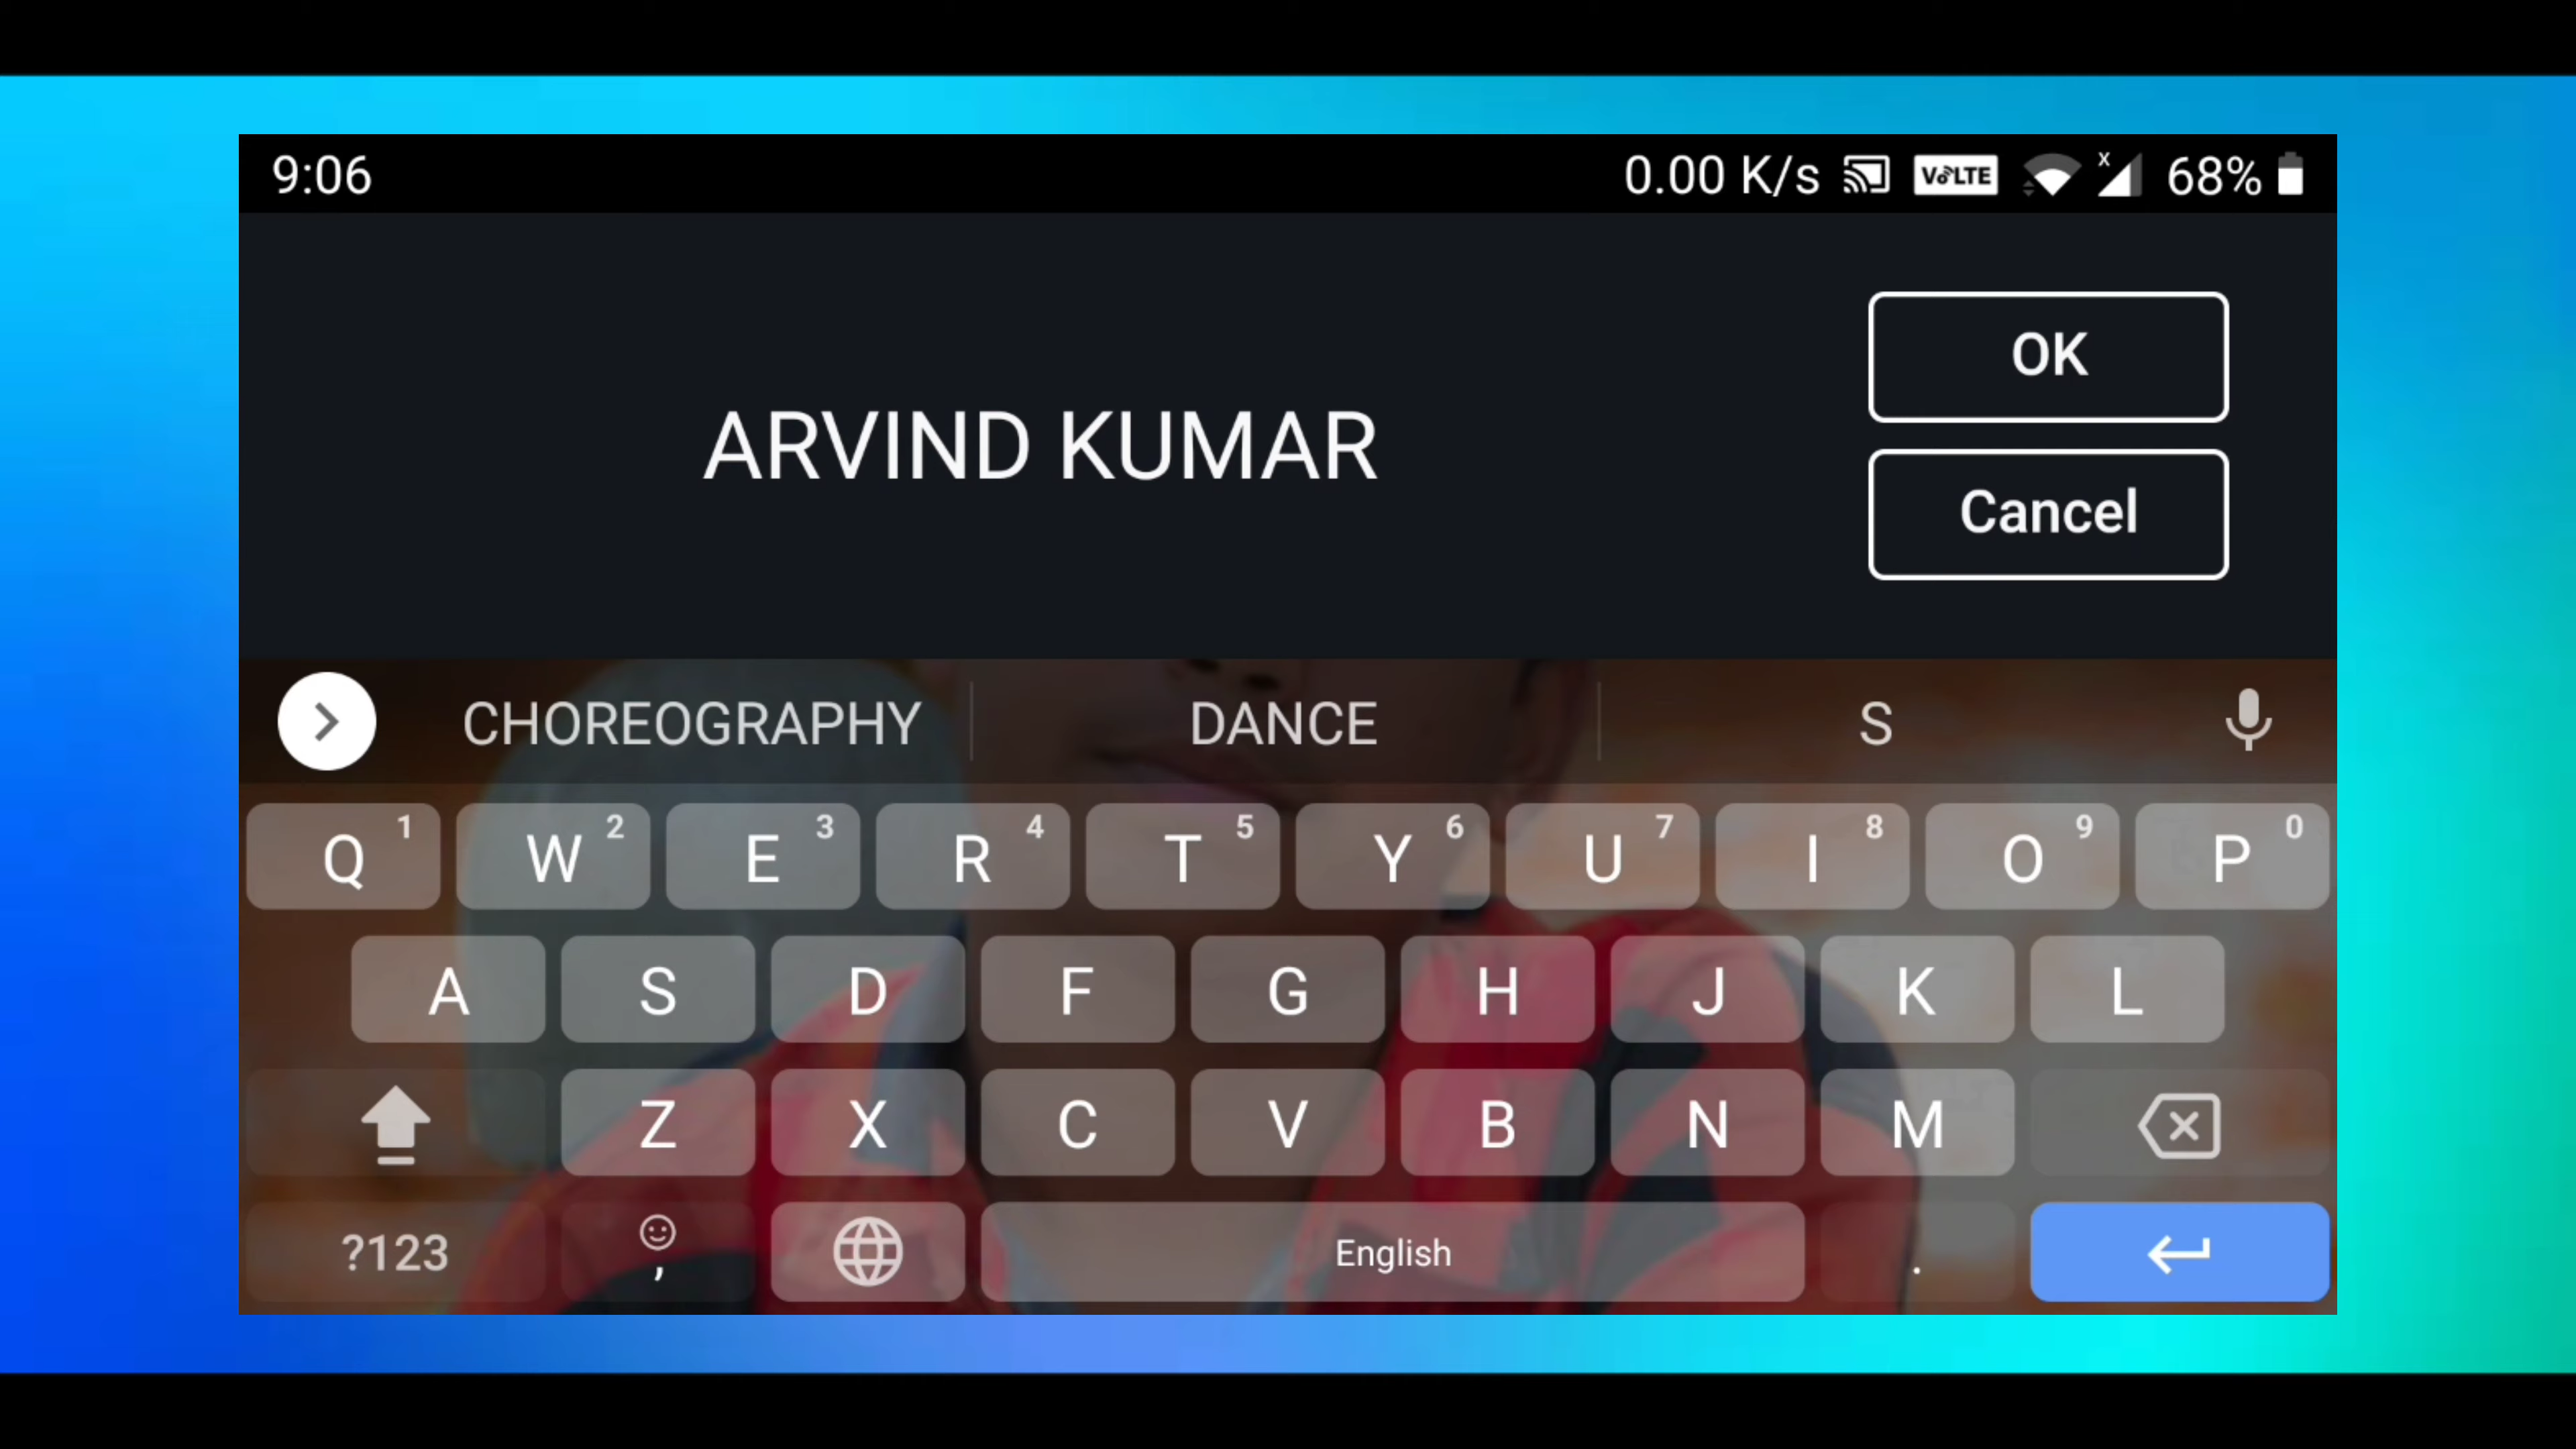 9:06 0.00 K/s VoLTE x 68%
OK
ARVIND KUMAR
Cancel
CHOREOGRAPHY DANCE S
Q 1 W 2 E 3 R 4 T 5 Y 6 U 7 I 8 O 9 P 0
A S D F G H J K L
Z X C V B N M
?123 , English .